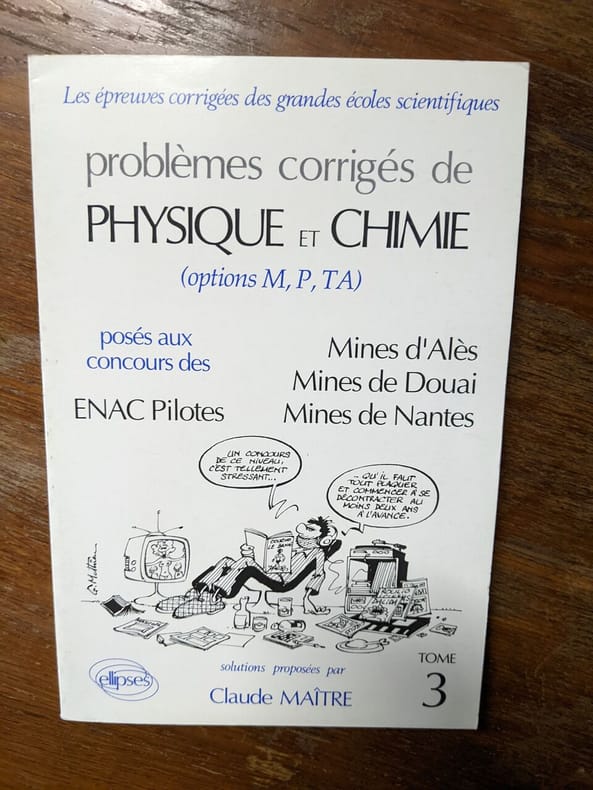 Les épreuves corrigées des grandes écoles scientifiques
problèmes corrigés de
PHYSIQUE ET CHIMIE
(options M, P, TA)
posés aux
concours des
ENAC Pilotes
Mines d'Alès
Mines de Douai
Mines de Nantes
UN CONCOURS
DE CE NIVEAU,
C'EST TELLEMENT
STRESSANT...
...QU'IL FAUT
TOUT PLAQUER
ET COMMENCER À SE
DÉCONTRACTER AU
MOINS DEUX ANS
À L'AVANCE.
ellipses
solutions proposées par
Claude MAÎTRE
TOME
3